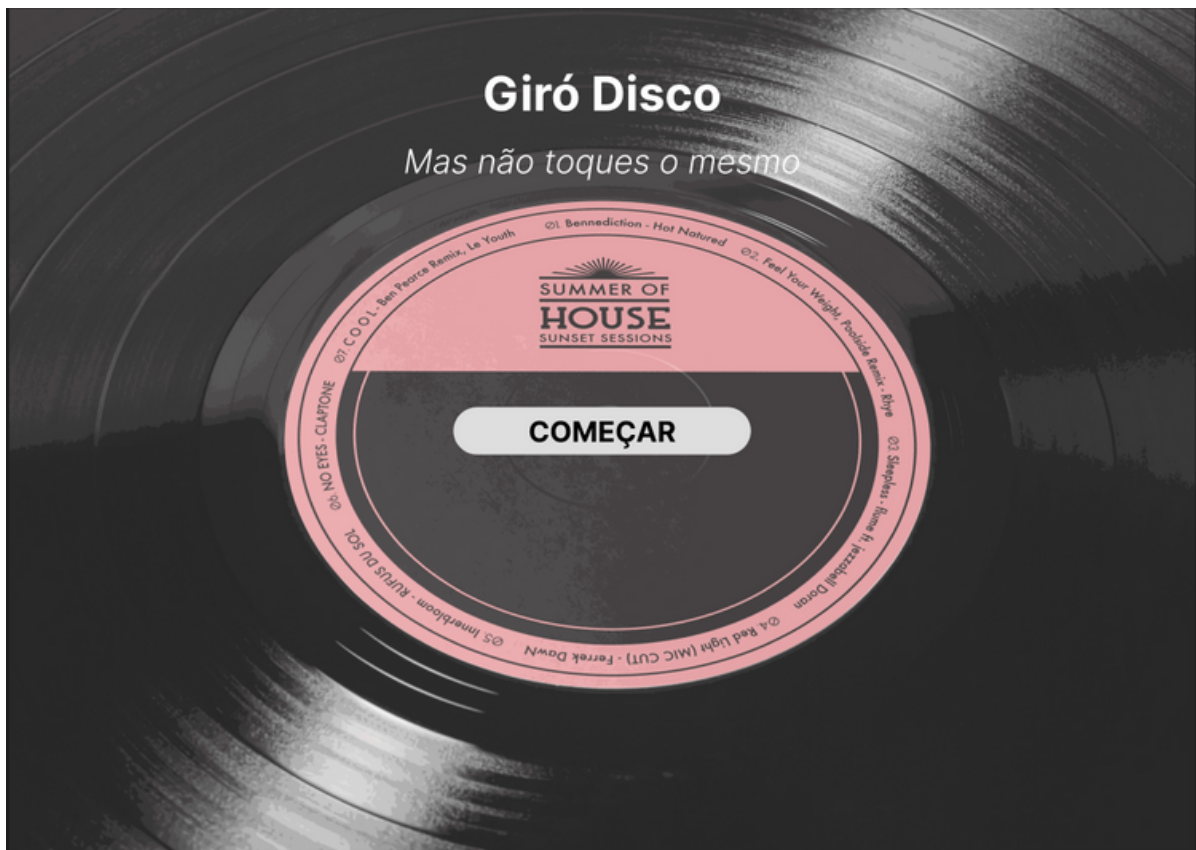 Giró Disco
Mas não toques o mesmo
Ø1. Bennediction - Hot Natured
Ø2. Feel Your Weight, Poolside Remix - Rhye
Ø3. Sleepless - flume ft. jezzabell Doran
Ø4. Red Light (MIC CUT) - Ferrek DawN
Ø5. Innerbloom - RUFUS DU SOL
Ø6. NO EYES - CLAPTONE
Ø7. C O O L - Ben Pearce Remix, Le Youth
SUMMER OF
HOUSE
SUNSET SESSIONS
COMEÇAR